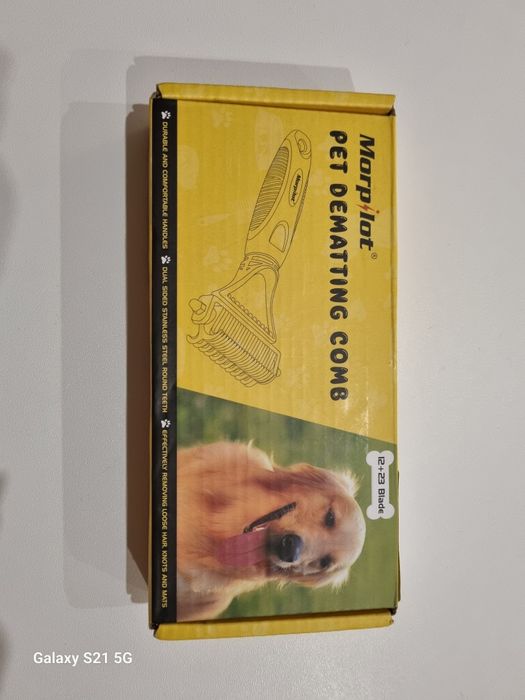 Morpilot®
PET DEMATTING COMB
Morpilot
12+23 Blade
DURABLE AND COMFORTABLE HANDLES
DUAL SIDED STAINLESS STEEL ROUND TEETH
EFFECTIVELY REMOVING LOOSE HAIR, KNOTS AND MATS
Galaxy S21 5G